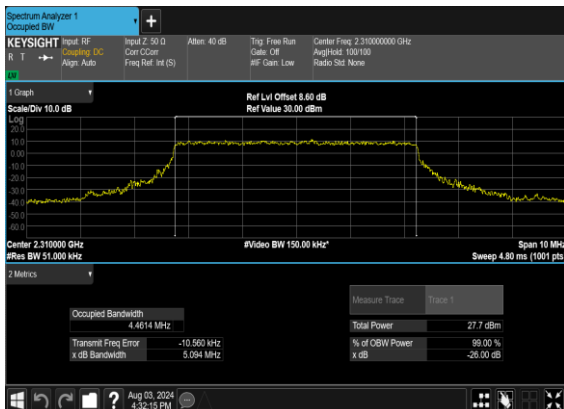 Spectrum Analyzer 1
Occupied BW
KEYSIGHT
R T
Input: RF
Coupling: DC
Align: Auto
Input Z: 50 Ω
Corr CCorr
Freq Ref: Int (S)
Atten: 40 dB
Trig: Free Run
Gate: Off
#IF Gain: Low
Center Freq: 2.310000000 GHz
Avg|Hold: 100/100
Radio Std: None
1 Graph
Scale/Div 10.0 dB
Ref Lvl Offset 8.60 dB
Ref Value 30.00 dBm
Log
20.0
10.0
0.00
-10.0
-20.0
-30.0
-40.0
-50.0
-60.0
Center 2.310000 GHz
#Video BW 150.00 kHz*
Span 10 MHz
#Res BW 51.000 kHz
Sweep 4.80 ms (1001 pts)
2 Metrics
Measure Trace
Trace 1
Occupied Bandwidth
4.4614 MHz
Total Power
27.7 dBm
Transmit Freq Error
-10.560 kHz
% of OBW Power
99.00 %
x dB Bandwidth
5.094 MHz
x dB
-26.00 dB
?
Aug 03, 2024
4:32:15 PM